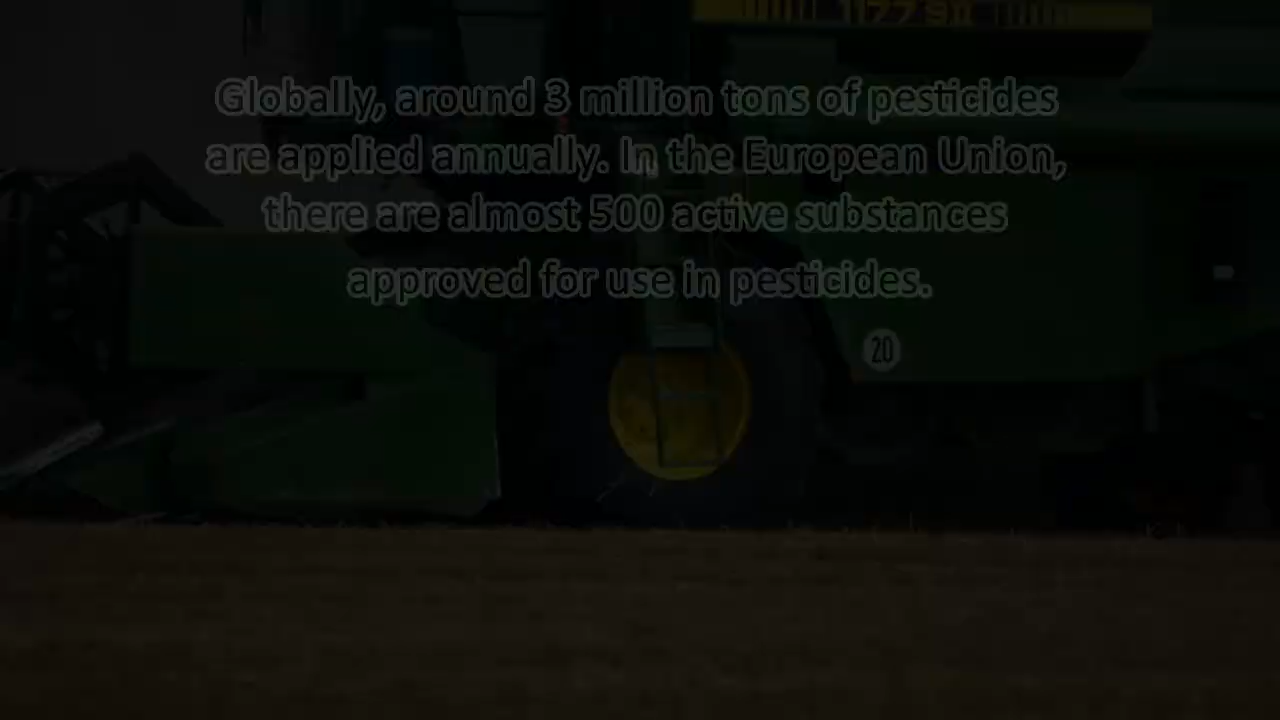 Globally, around 3 million tons of pesticides
are applied annually. In the European Union,
there are almost 500 active substances
approved for use in pesticides.
20